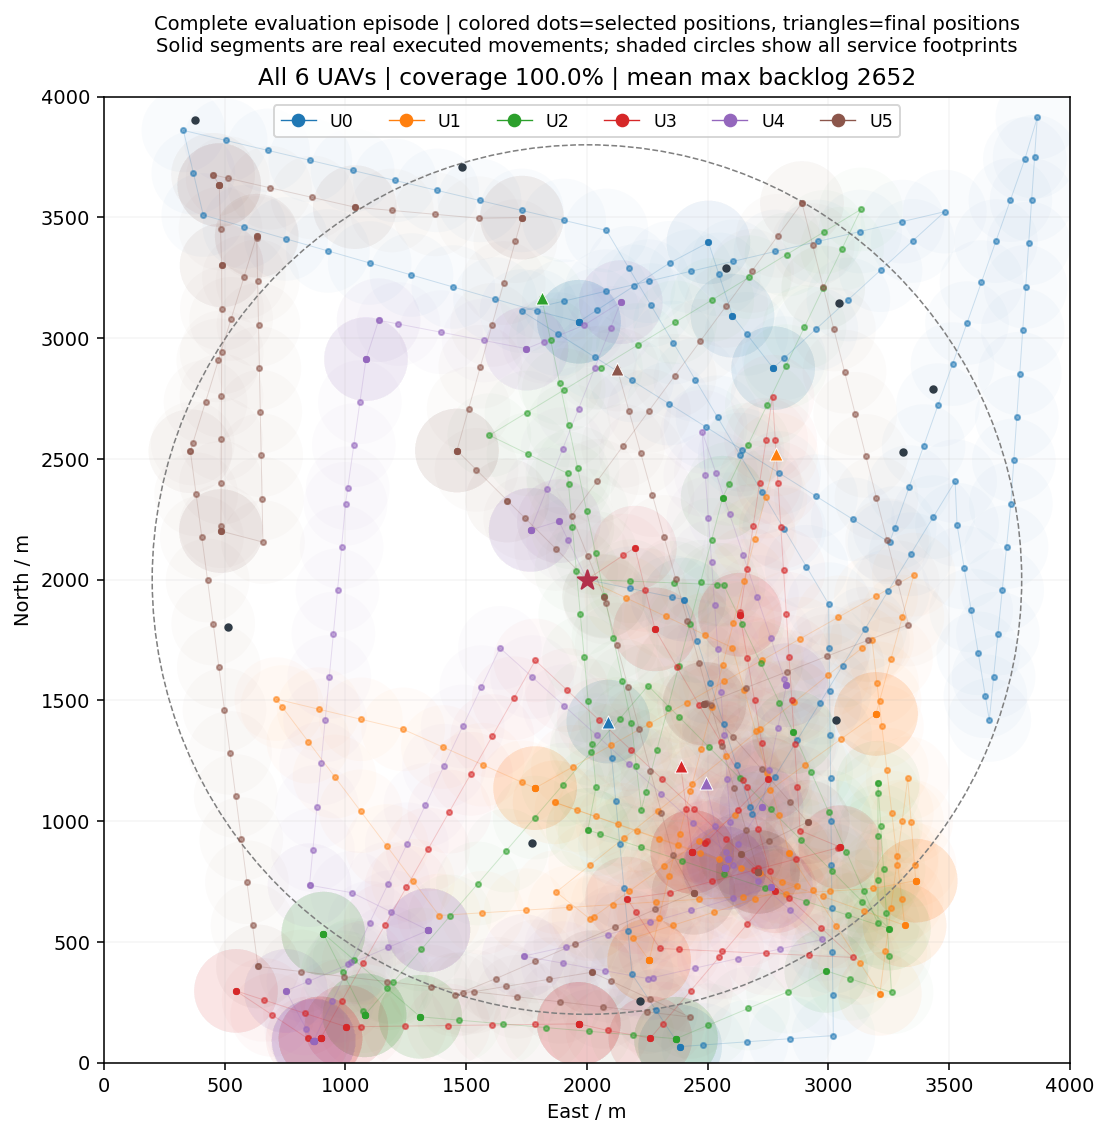 Complete evaluation episode | colored dots=selected positions, triangles=final positions
Solid segments are real executed movements; shaded circles show all service footprints
All 6 UAVs | coverage 100.0% | mean max backlog 2652
U0 U1 U2 U3 U4 U5
4000
3500
3000
2500
2000
1500
1000
500
0
North / m
0 500 1000 1500 2000 2500 3000 3500 4000
East / m